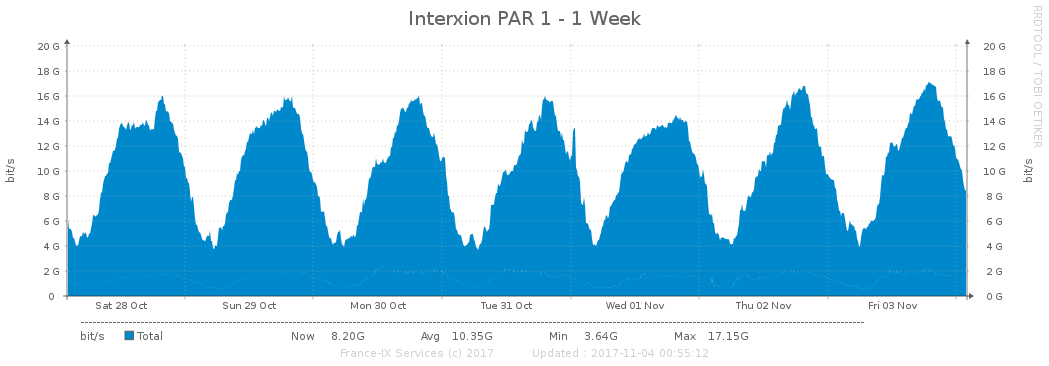 Interxion PAR 1 - 1 Week
RRDTOOL / TOBI OETIKER
20 G 20 G
18 G 18 G
16 G 16 G
14 G 14 G
12 G 12 G
10 G 10 G
8 G 8 G
6 G 6 G
4 G 4 G
2 G 2 G
0 0 G
bit/s bit/s
Sat 28 Oct Sun 29 Oct Mon 30 Oct Tue 31 Oct Wed 01 Nov Thu 02 Nov Fri 03 Nov
bit/s Total Now 8.20G Avg 10.35G Min 3.64G Max 17.15G
France-IX Services (c) 2017 Updated : 2017-11-04 00:55:12